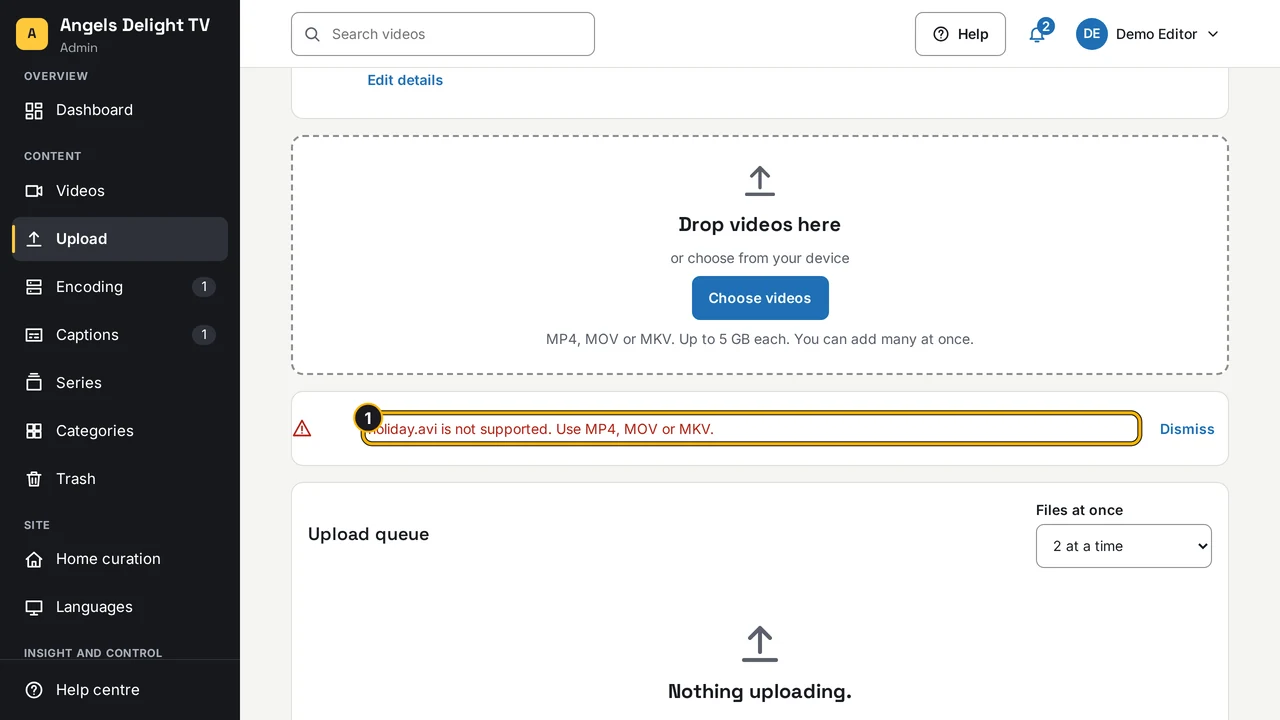 A
Angels Delight TV
Admin
OVERVIEW
Dashboard
CONTENT
Videos
Upload
Encoding 1
Captions 1
Series
Categories
Trash
SITE
Home curation
Languages
INSIGHT AND CONTROL
Help centre
Search videos
Help
2
DE
Demo Editor
Edit details
Drop videos here
or choose from your device
Choose videos
MP4, MOV or MKV. Up to 5 GB each. You can add many at once.
1
holiday.avi is not supported. Use MP4, MOV or MKV.
Dismiss
Files at once
Upload queue
2 at a time
Nothing uploading.